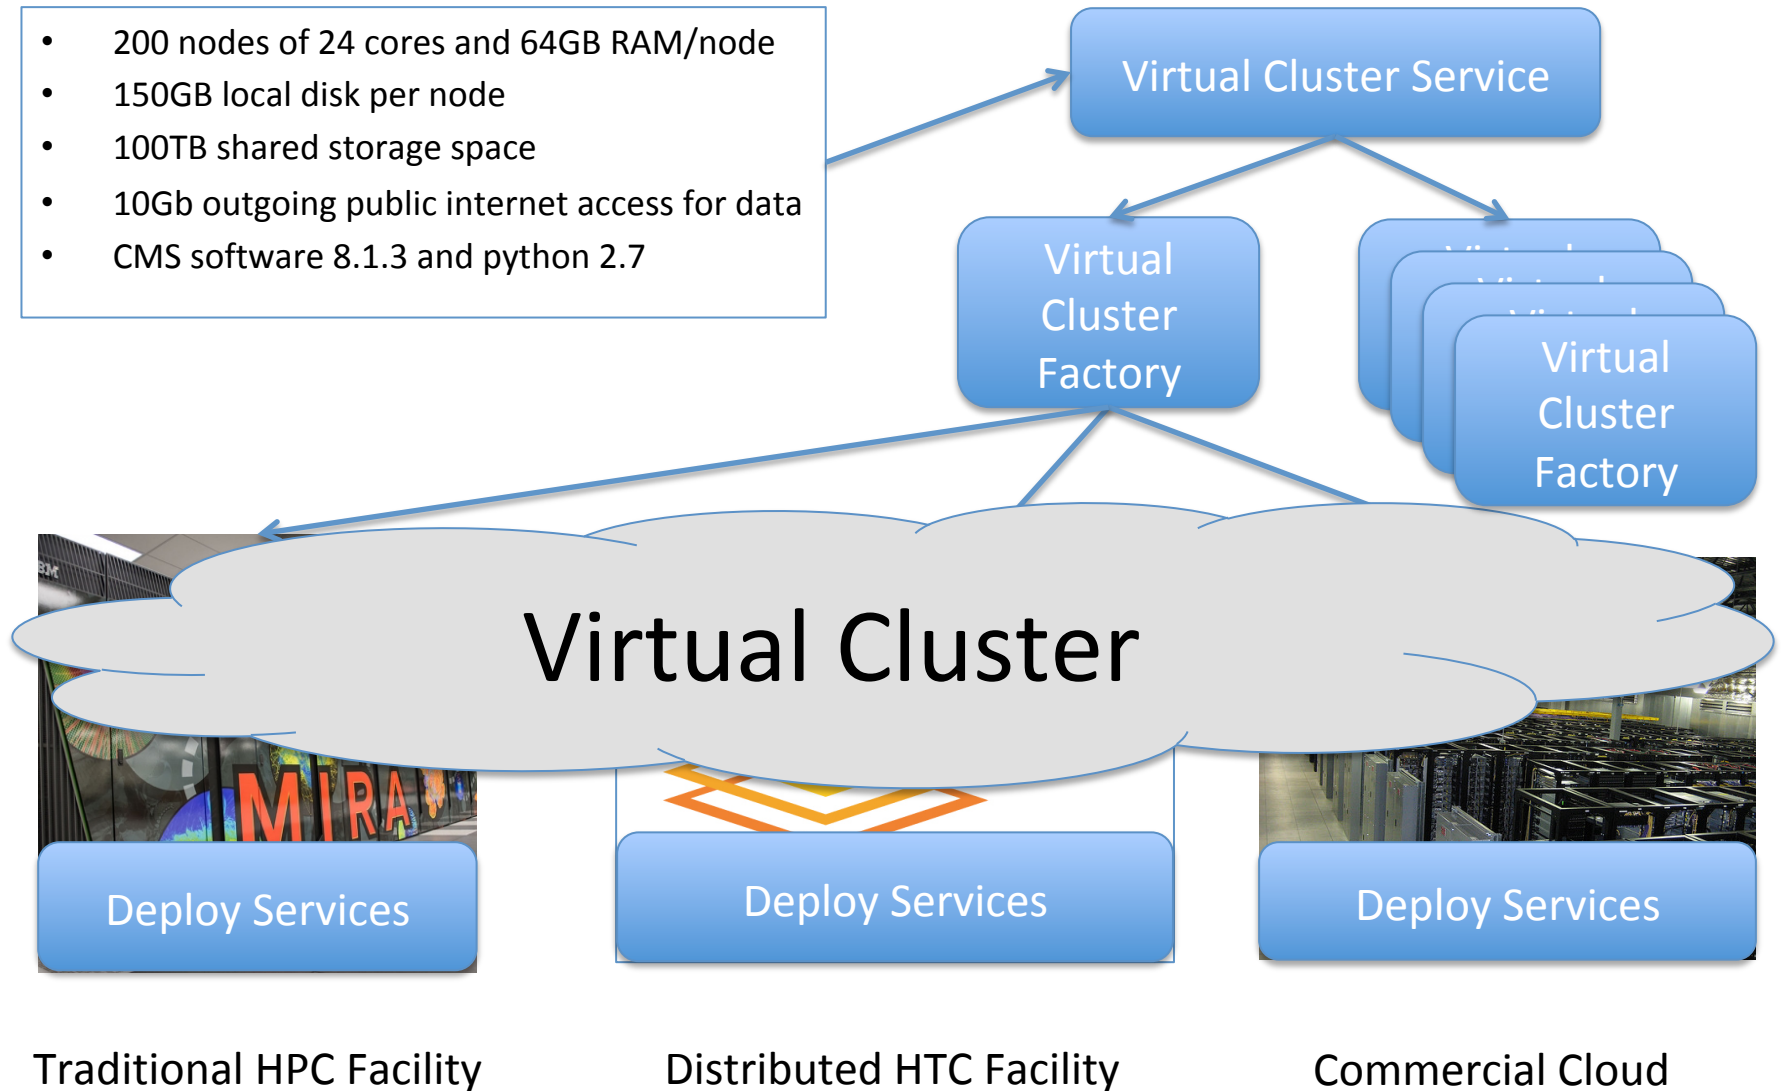 • 200 nodes of 24 cores and 64GB RAM/node
• 150GB local disk per node
• 100TB shared storage space
• 10Gb outgoing public internet access for data
• CMS software 8.1.3 and python 2.7
Virtual Cluster Service
Virtual
Cluster
Factory
Virtual
Cluster
Factory
Virtual Cluster
MIRA
Deploy Services
Deploy Services
Deploy Services
Traditional HPC Facility
Distributed HTC Facility
Commercial Cloud